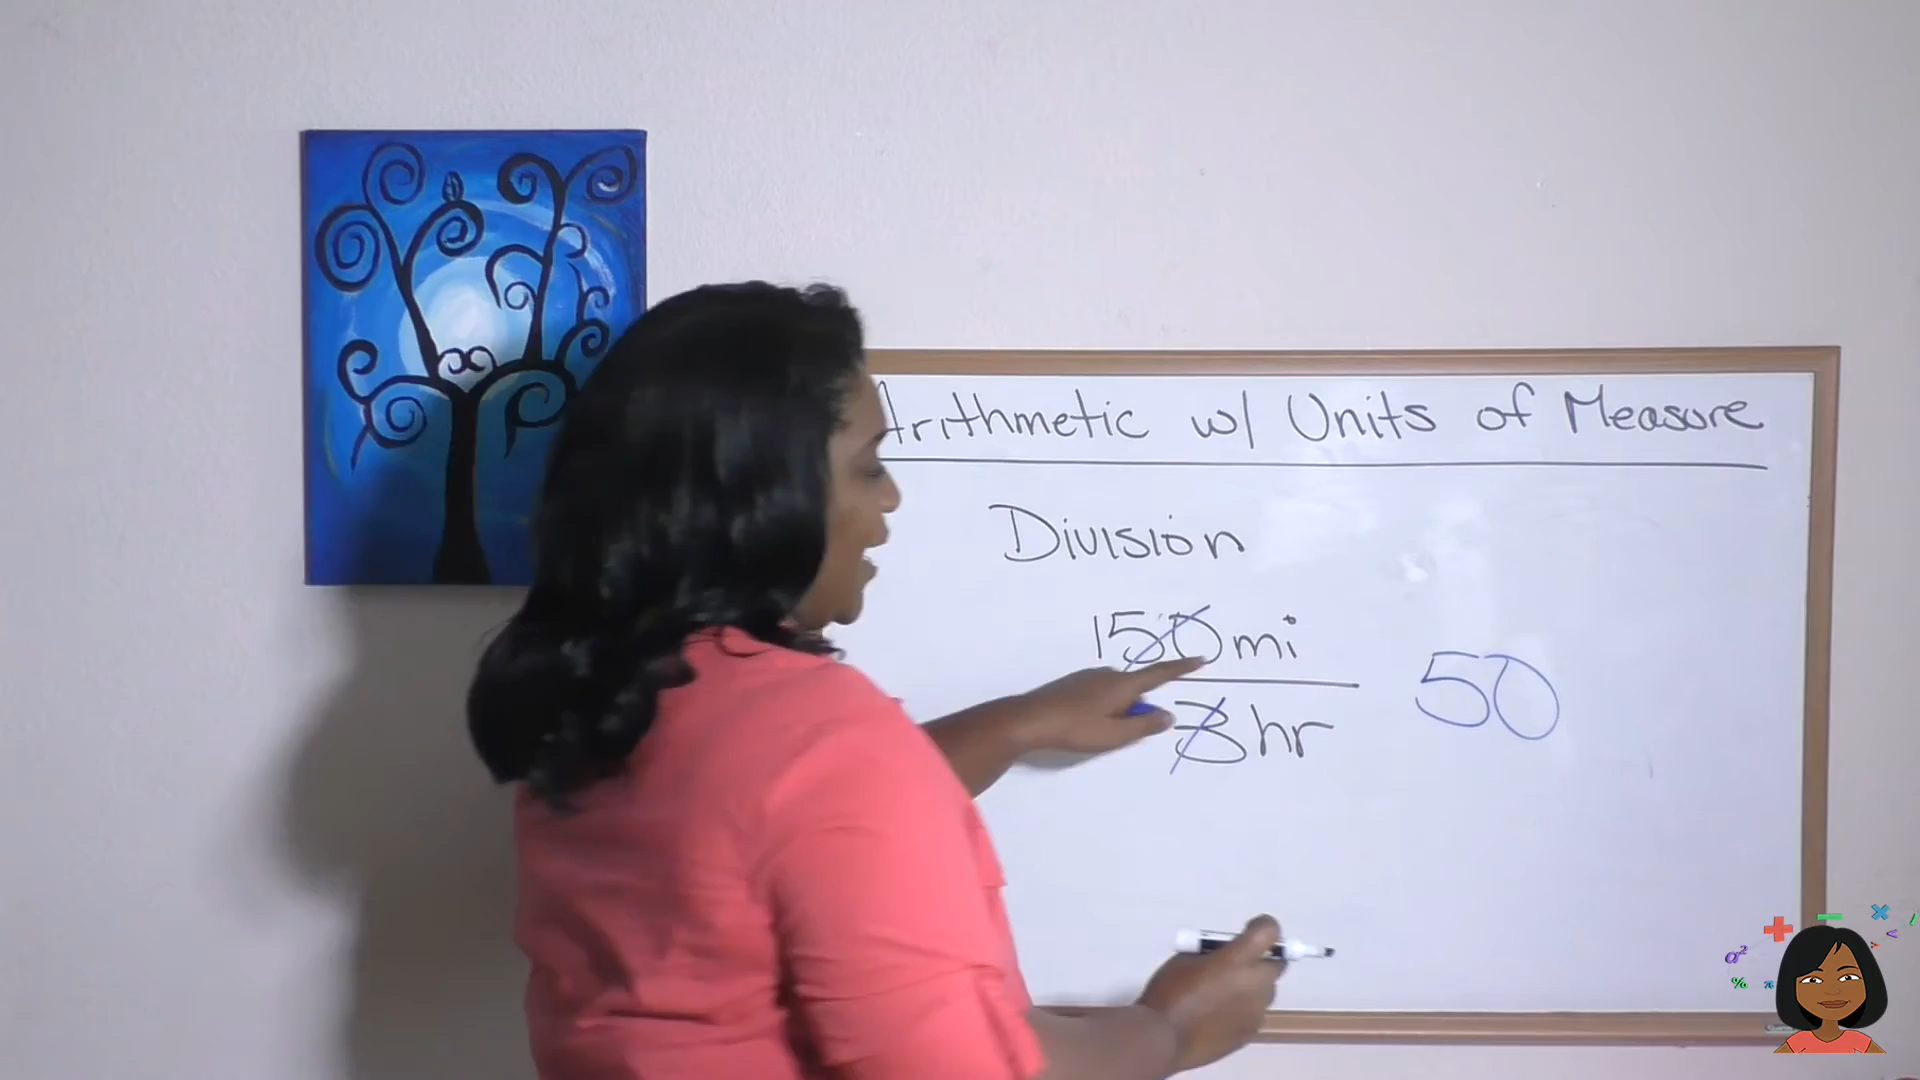 Arithmetic w/ Units of Measure
Division
150 mi
3 hr
50